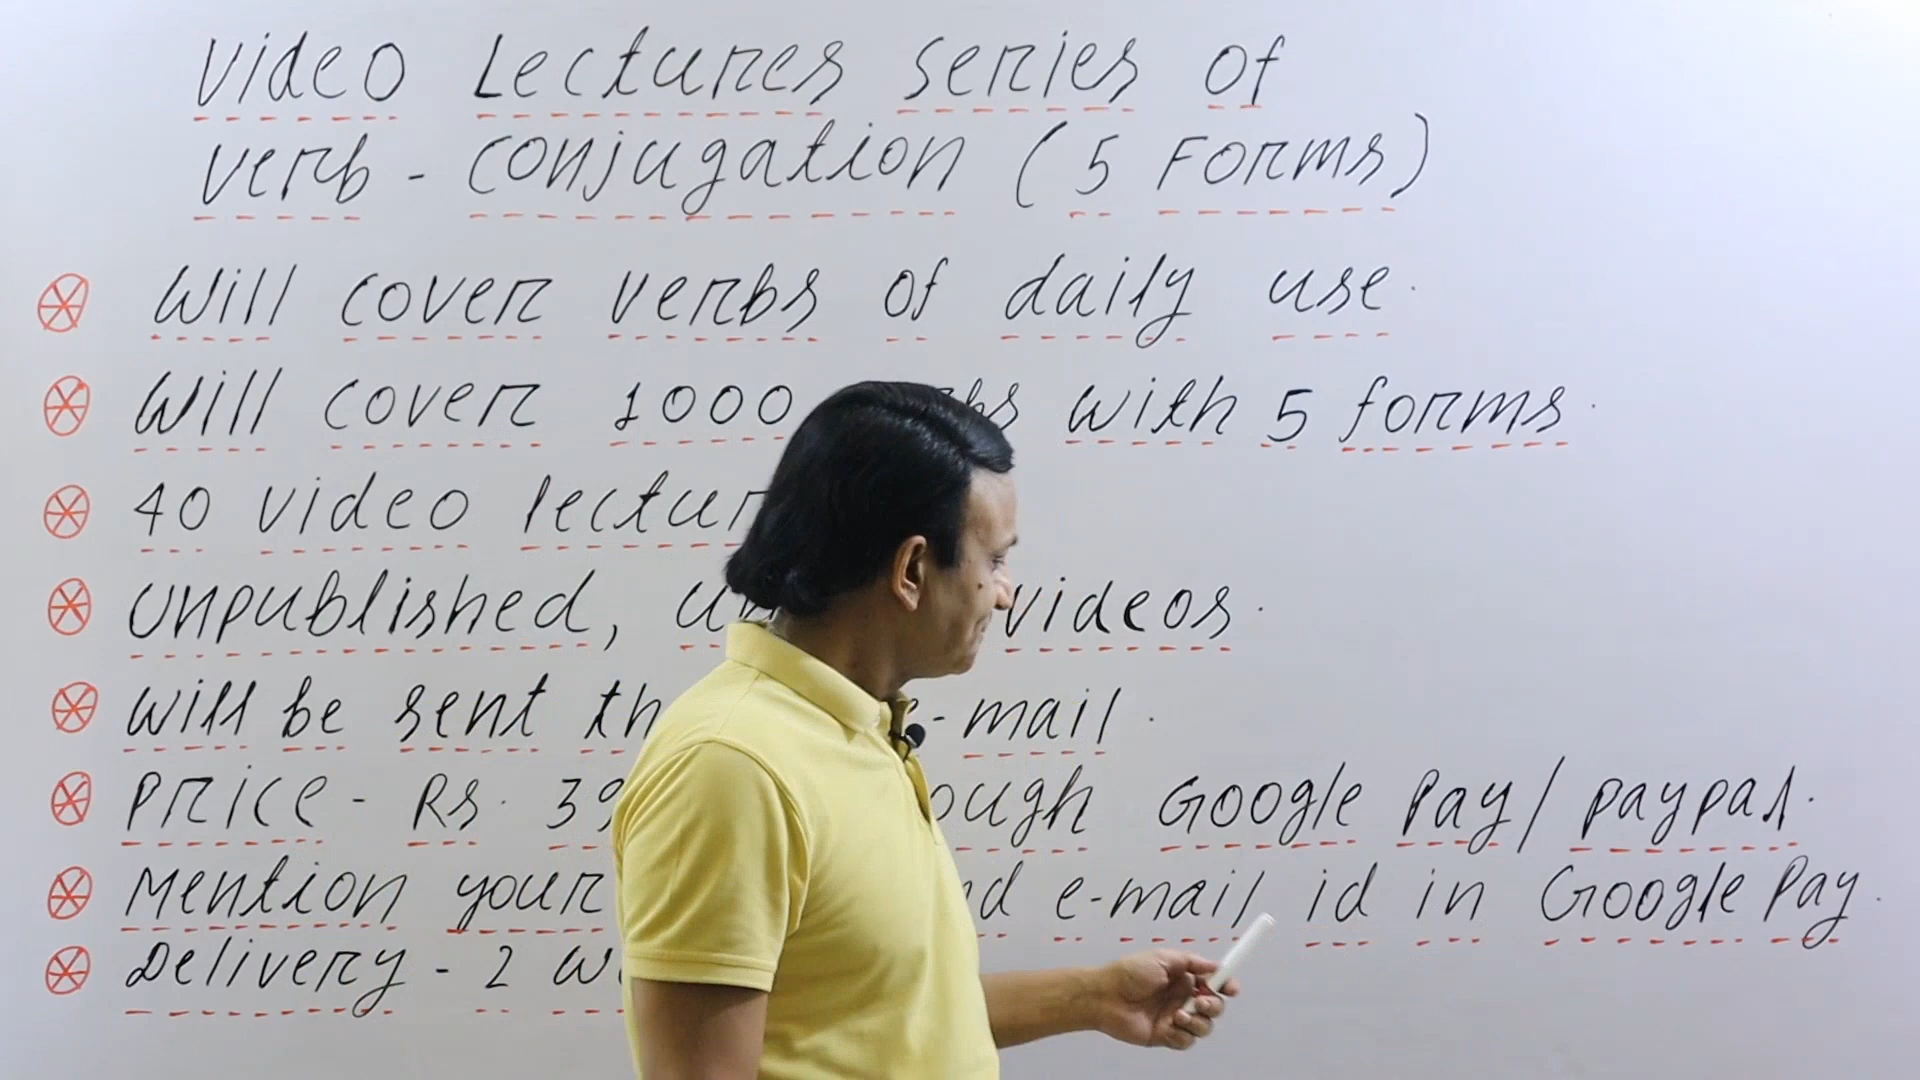 Video Lectures series of
verb - conjugation (5 Forms)
Will cover verbs of daily use.
Will cover 1000 with 5 forms.
40 video
Unpublished, videos.
will be sent e-mail.
Price - Rs. Google Pay/paypal.
Mention your e-mail id in Google Pay.
Delivery - 2